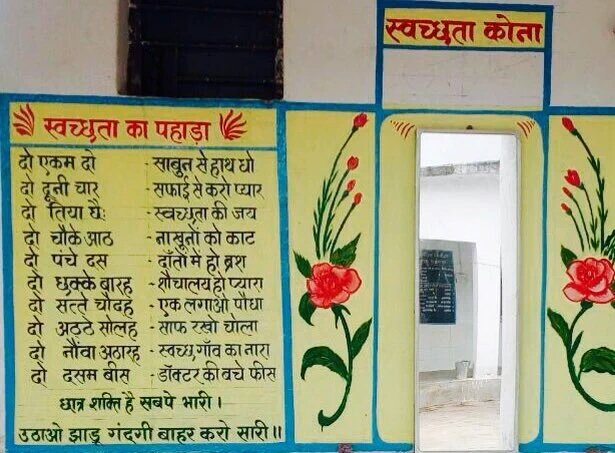 स्वच्छता कोना
स्वच्छता का पहाड़ा
दो एकम दो - साबुन से हाथ धो
दो दूनी चार - सफाई से करो प्यार
दो तिया छै: - स्वच्छता की जय
दो चौके आठ - नाखूनों को काट
दो पंचे दस - दाँतो मे हो ब्रश
दो छक्के बारह - शौचालय हो प्यारा
दो सत्ते चौदह - एक लगाओ पौधा
दो अठठे सोलह - साफ रखो चोला
दो नौंवा अठारह - स्वच्छ गाँव का नारा
दो दसम बीस - डॉक्टर की बचे फीस
छात्र शक्ति है सबपे भारी।
उठाओ झाडू गंदगी बाहर करो सारी॥